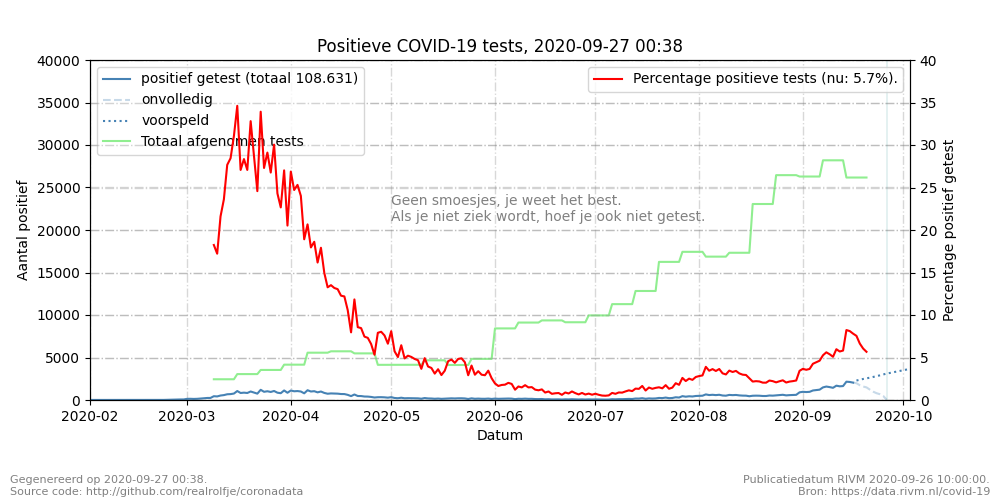 Positieve COVID-19 tests, 2020-09-27 00:38
positief getest (totaal 108.631)
onvolledig
voorspeld
Totaal afgenomen tests
Percentage positieve tests (nu: 5.7%).
Geen smoesjes, je weet het best.
Als je niet ziek wordt, hoef je ook niet getest.
Aantal positief
40000
35000
30000
25000
20000
15000
10000
5000
0
Percentage positief getest
40
35
30
25
20
15
10
5
0
2020-02 2020-03 2020-04 2020-05 2020-06 2020-07 2020-08 2020-09 2020-10
Datum
Gegenereerd op 2020-09-27 00:38.
Source code: http://github.com/realrolfje/coronadata
Publicatiedatum RIVM 2020-09-26 10:00:00.
Bron: https://data.rivm.nl/covid-19